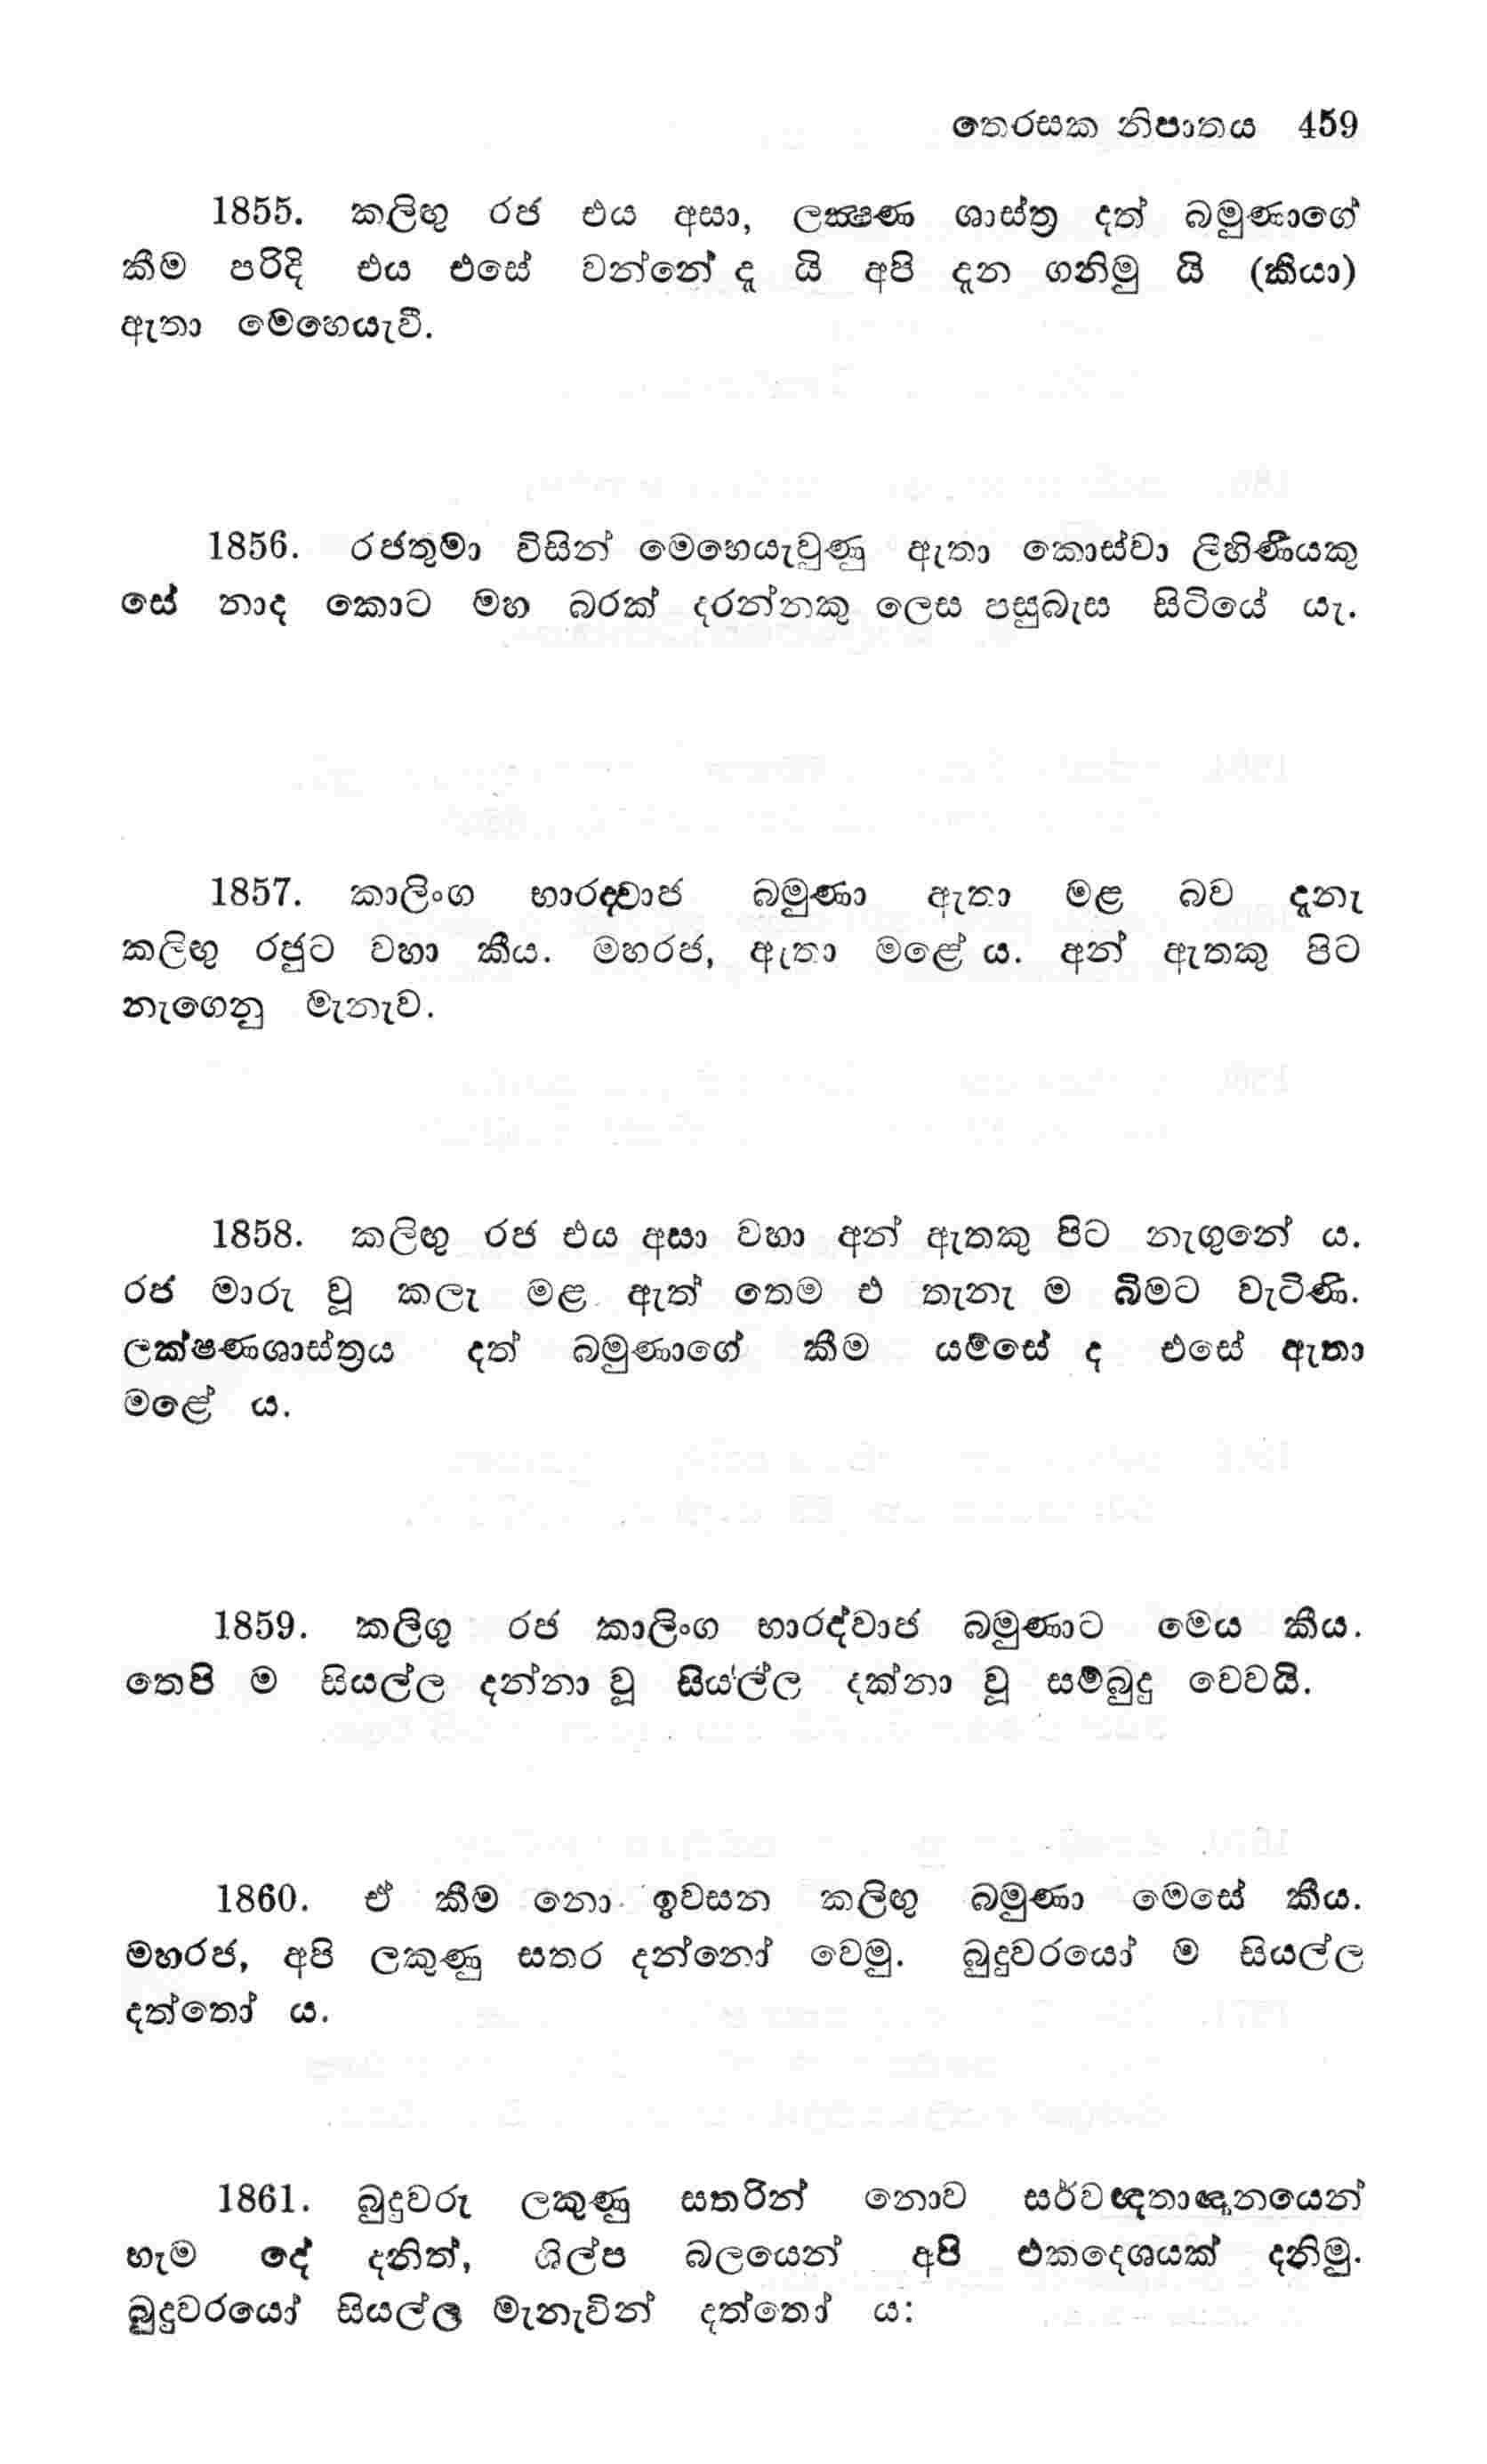 තෙරසක නිපාතය 459
1855. කලිඟු රජ එය අසා, ලක්‍ෂණ ශාස්ත්‍ර දත් බමුණාගේ
කීම පරිදි එය එසේ වන්නේ දැ යි අපි දැන ගනිමු යි (කියා)
ඇතා මෙහෙයැවී.
1856. රජතුමා විසින් මෙහෙයැවුණු ඇතා කොස්වා ලිහිණියකු
සේ නාද කොට මහ බරක් දරන්නකු ලෙස පසුබැස සිටියේ යැ.
1857. කාලිංග භාරද්‍වාජ බමුණා ඇතා මළ බව දැනැ
කලිඟු රජුට වහා කීය. මහරජ, ඇතා මළේ ය. අන් ඇතකු පිට
නැගෙනු මැනැව.
1858. කලිඟු රජ එය අසා වහා අන් ඇතකු පිට නැගුනේ ය.
රජ මාරු වූ කලැ මළ ඇත් තෙම එ තැනැ ම බිමට වැටිණි.
ලක්ෂණශාස්ත්‍රය දත් බමුණාගේ කීම යම්සේ ද එසේ ඇතා
මළේ ය.
1859. කලිගු රජ කාලිංග භාරද්වාජ බමුණාට මෙය කීය.
තෙපි ම සියල්ල දන්නා වූ සියල්ල දක්නා වූ සම්බුදු වෙවයි.
1860. ඒ කීම නො ඉවසන කලිඟු බමුණා මෙසේ කීය.
මහරජ, අපි ලකුණු සතර දන්නෝ වෙමු. බුදුවරයෝ ම සියල්ල
දත්තෝ ය.
1861. බුදුවරු ලකුණු සතරින් නොව සර්වඥතාඥානයෙන්
හැම දේ දනිත්, ශිල්ප බලයෙන් අපි එකදෙශයක් දනිමු.
බුදුවරයෝ සියල්ල මැනැවින් දත්තෝ ය: